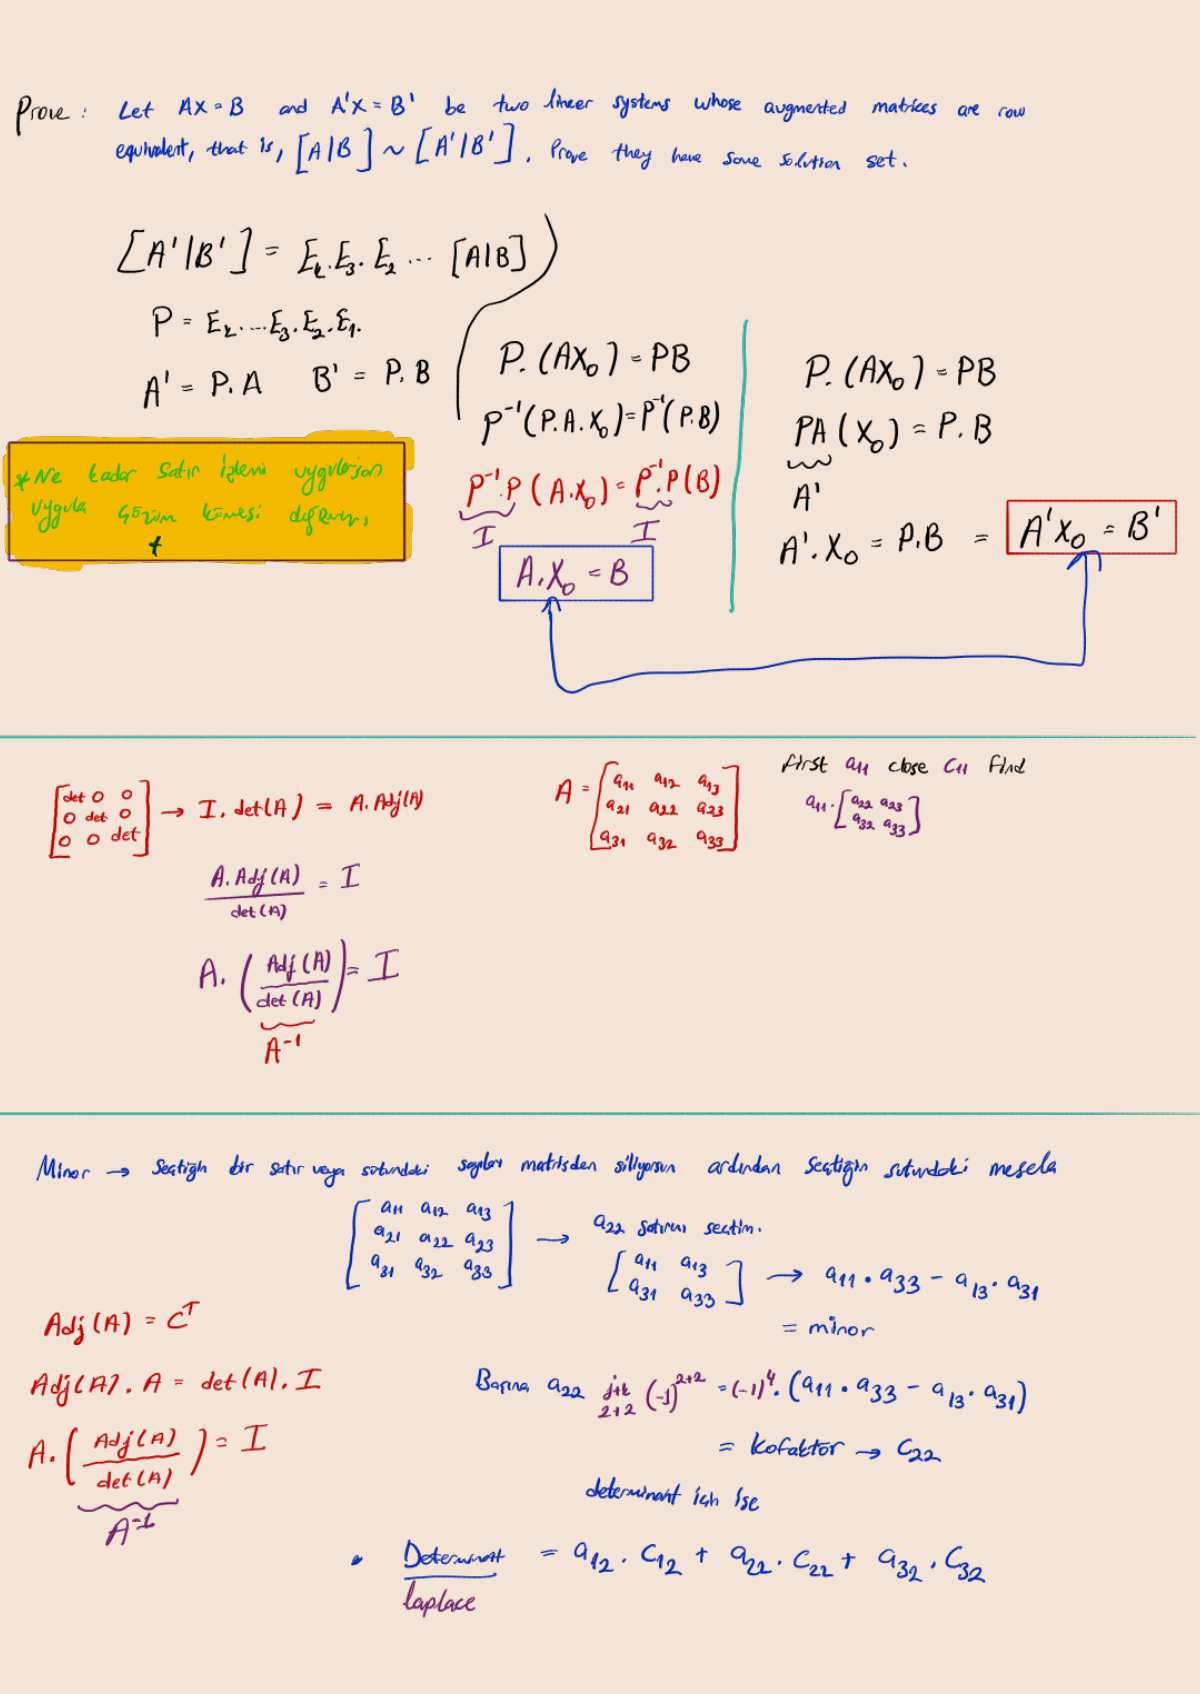 Prove : Let AX = B and A'X = B' be two lineer systems whose augmented matrices are row
equivalent, that is, [A|B] ~ [A'|B']. Prove they have same solution set.
[A'|B'] = E_k.E_3.E_2 ... [A|B]
P = E_k. ... E_3.E_2.E_1.
A' = P.A B' = P.B
*Ne kadar satır işlemi uygularsan
uygula çözüm kümesi değişmez.
P.(AX_0) = PB
P^-1(P.A.X_0) = P^-1(P.B)
P^-1.P(A.X_0) = P^-1.P(B)
I I
A.X_0 = B
P.(AX_0) = PB
PA(X_0) = P.B
A'
A'.X_0 = P.B = A'X_0 = B'
[det 0 0
0 det 0
0 0 det] → I.det(A) = A.Adj(A)
A.Adj(A) / det(A) = I
A.(Adj(A) / det(A)) = I
A^-1
A = [a11 a12 a13
a21 a22 a23
a31 a32 a33]
first a11 close C11 find
a11.[a22 a23
a32 a33]
Minor → Seçtiğin bir satır veya sütundaki sayıları matrisden siliyorsun ardından seçtiğin sutundaki mesela
[a11 a12 a13
a21 a22 a23
a31 a32 a33] →
a22 satırını seçtim.
[a11 a13
a31 a33] → a11.a33 - a13.a31
= minor
Adj(A) = C^T
Adj(A).A = det(A).I
A.(Adj(A) / det(A)) = I
A^-1
Başına a22 j+k (-1)^2+2 = (-1)^4.(a11.a33 - a13.a31)
2+2
= kofaktor → C22
determinant için ise
• Determinant = a12.C12 + a22.C22 + a32.C32
laplace